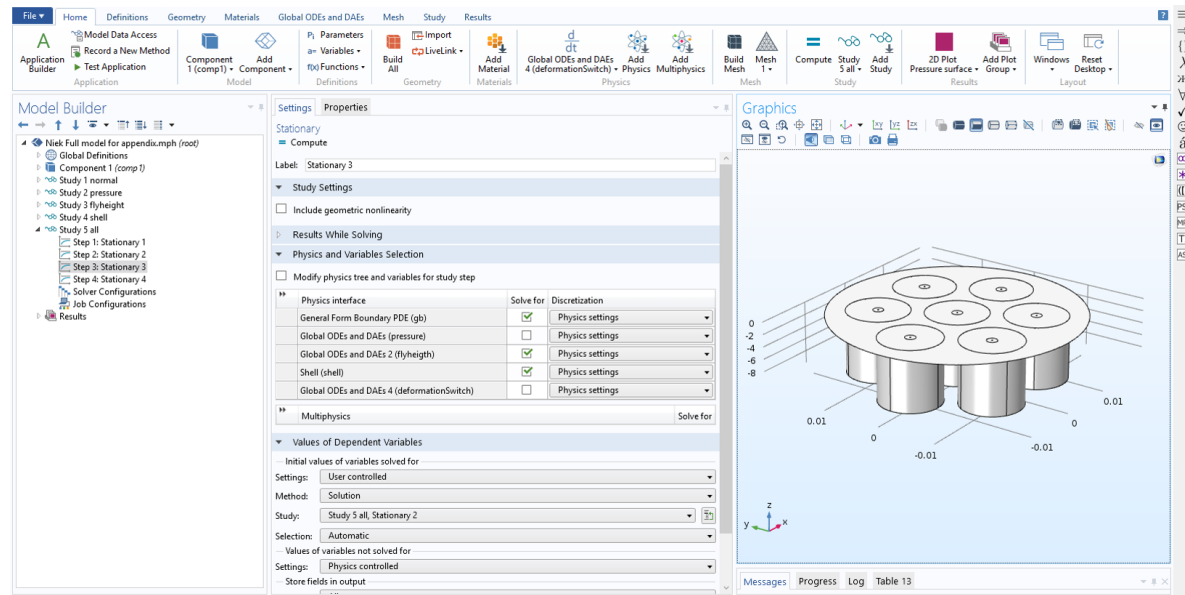 File
Home
Definitions
Geometry
Materials
Global ODEs and DAEs
Mesh
Study
Results
?
A
Application
Builder
Model Data Access
Record a New Method
Test Application
Application
Component
1 (comp1)
Add
Component
Model
Pi Parameters
a= Variables
f(x) Functions
Definitions
Build
All
Import
LiveLink
Geometry
Add
Material
Materials
d
dt
Global ODEs and DAEs
4 (deformationSwitch)
Add
Physics
Add
Multiphysics
Physics
Build
Mesh
Mesh
1
Mesh
Compute
Study
5 all
Add
Study
Study
2D Plot
Pressure surface
Add Plot
Group
Results
Windows
Reset
Desktop
Layout
Model Builder
Niek Full model for appendix.mph (root)
Global Definitions
Component 1 (comp1)
Study 1 normal
Study 2 pressure
Study 3 flyheight
Study 4 shell
Study 5 all
Step 1: Stationary 1
Step 2: Stationary 2
Step 3: Stationary 3
Step 4: Stationary 4
Solver Configurations
Job Configurations
Results
Settings
Properties
Stationary
= Compute
Label: Stationary 3
Study Settings
Include geometric nonlinearity
Results While Solving
Physics and Variables Selection
Modify physics tree and variables for study step
Physics interface Solve for Discretization
General Form Boundary PDE (gb) Physics settings
Global ODEs and DAEs (pressure) Physics settings
Global ODEs and DAEs 2 (flyheigth) Physics settings
Shell (shell) Physics settings
Global ODEs and DAEs 4 (deformationSwitch) Physics settings
Multiphysics Solve for
Values of Dependent Variables
Initial values of variables solved for
Settings: User controlled
Method: Solution
Study: Study 5 all, Stationary 2
Selection: Automatic
Values of variables not solved for
Settings: Physics controlled
Store fields in output
Graphics
0
-2
-4
-6
-8
0.01
0
-0.01
-0.01
0
0.01
z
y
x
Messages
Progress
Log
Table 13